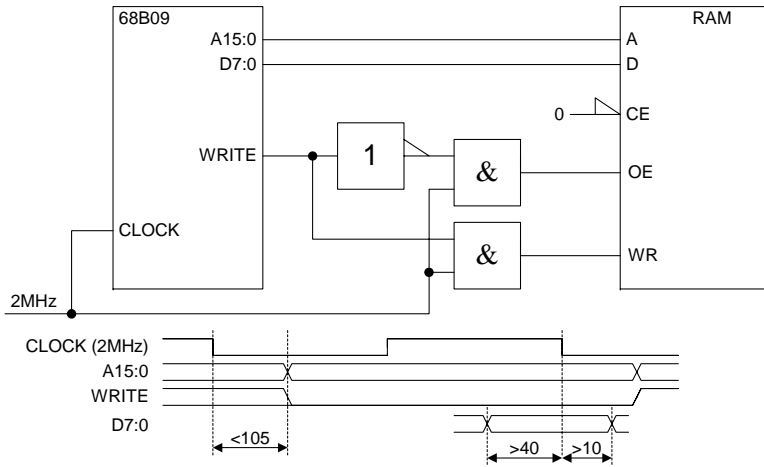 68B09
RAM
A15:0
A
D7:0
D
0
CE
WRITE
1
&
OE
CLOCK
&
WR
2MHz
CLOCK (2MHz)
A15:0
WRITE
D7:0
<105
>40
>10